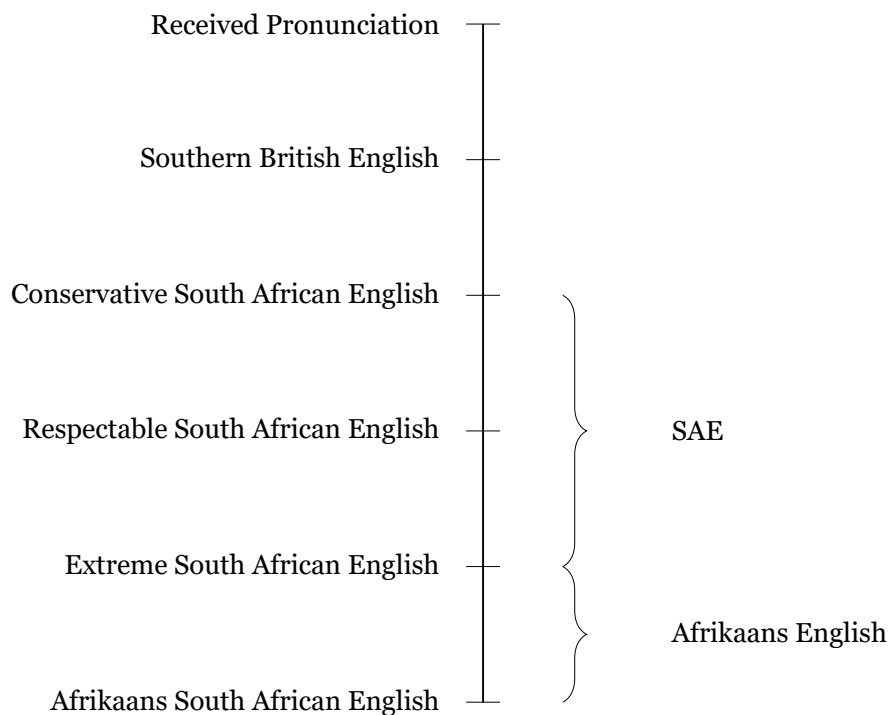 Received Pronunciation
Southern British English
Conservative South African English
Respectable South African English
SAE
Extreme South African English
Afrikaans English
Afrikaans South African English